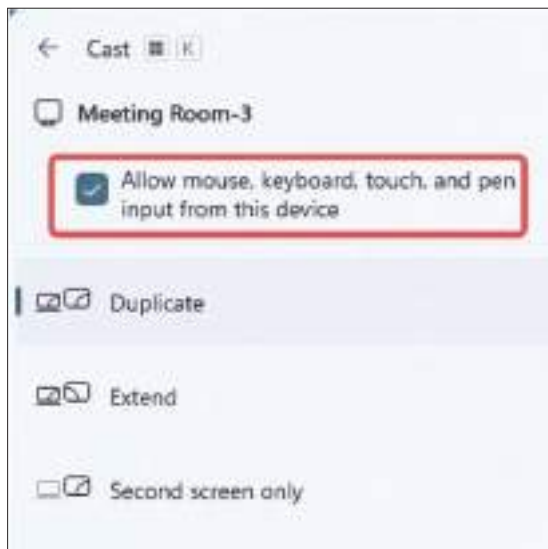 Cast K
Meeting Room-3
Allow mouse, keyboard, touch, and pen
input from this device
Duplicate
Extend
Second screen only